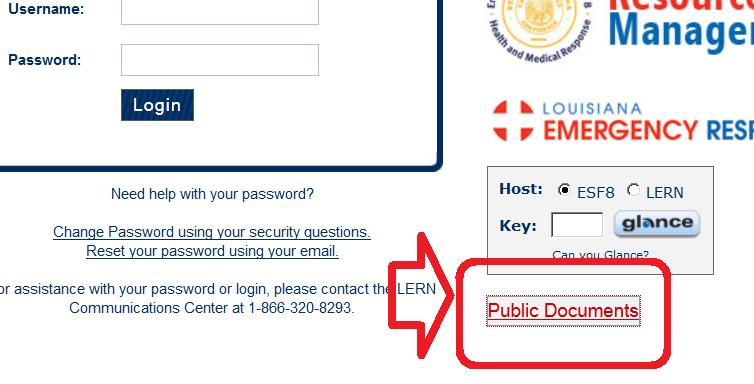 Username:
Password:
Login
Need help with your password?
Change Password using your security questions.
Reset your password using your email.
or assistance with your password or login, please contact the LERN
Communications Center at 1-866-320-8293.
Health and Medical Response
Manager
LOUISIANA
EMERGENCY RESP
Host: ESF8 LERN
Key: glance
Can you Glance?
Public Documents